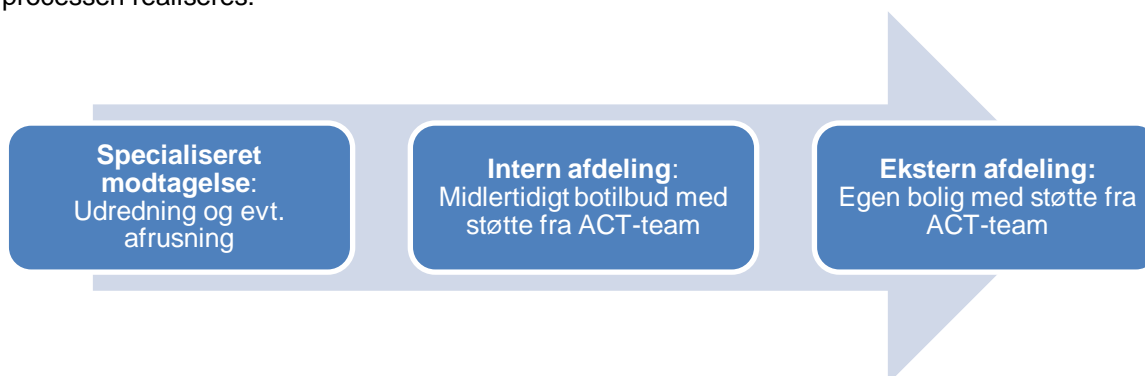 processen realiseres.
Specialiseret
modtagelse:
Udredning og evt.
afrusning
Intern afdeling:
Midlertidigt botilbud med
støtte fra ACT-team
Ekstern afdeling:
Egen bolig med støtte fra
ACT-team